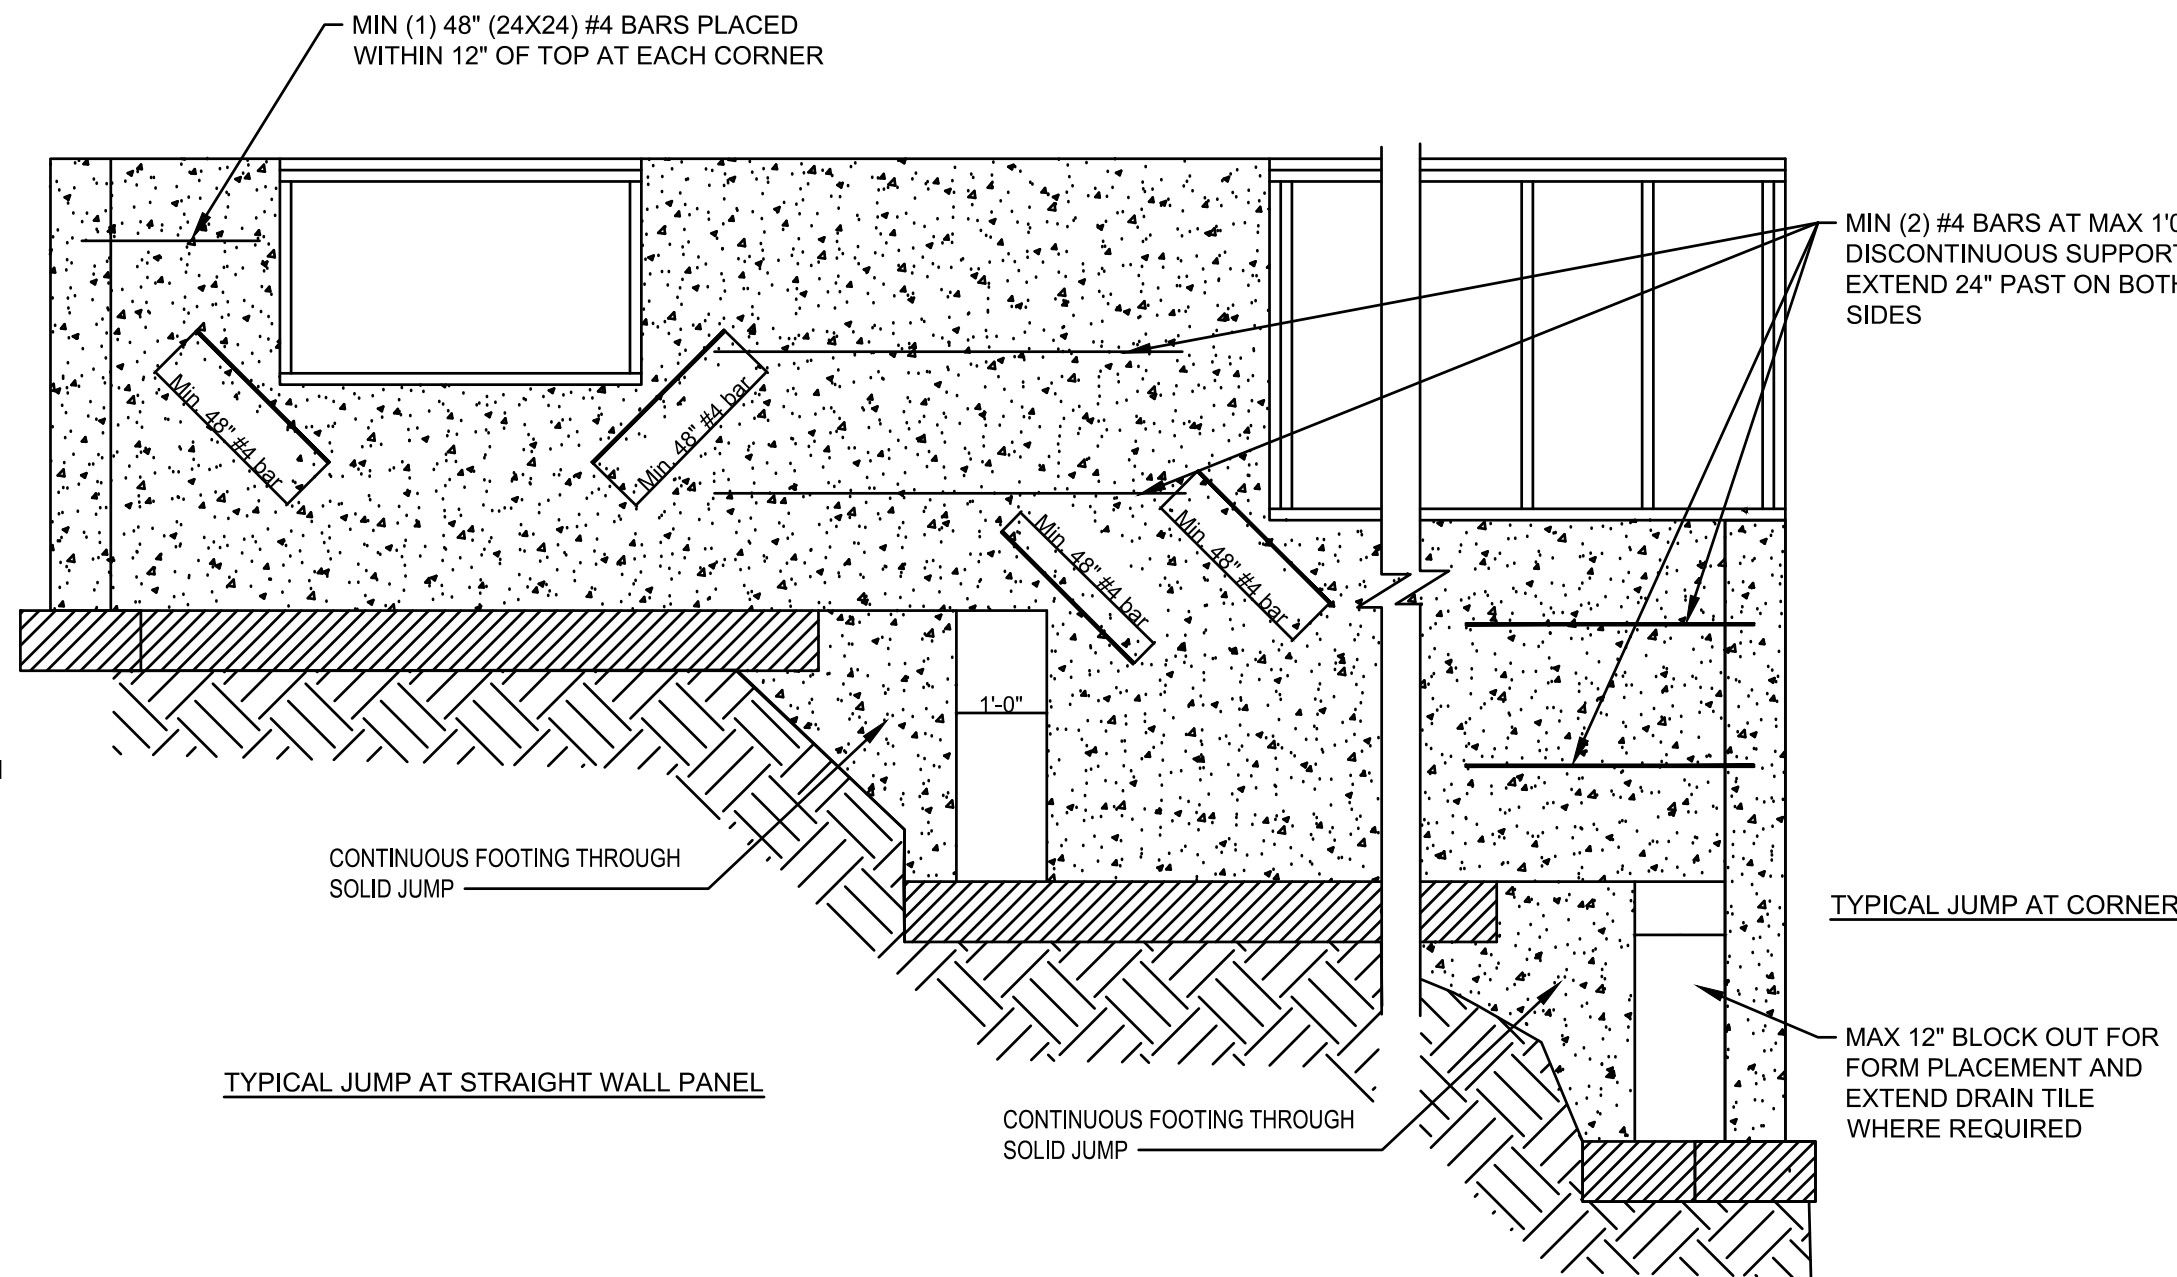 MIN (1) 48" (24X24) #4 BARS PLACED
WITHIN 12" OF TOP AT EACH CORNER
MIN (2) #4 BARS AT MAX 1'0
DISCONTINUOUS SUPPORT
EXTEND 24" PAST ON BOTH
SIDES
Min. 48" #4 bar
Min. 48" #4 bar
Min. 48" #4 bar
Min. 48" #4 bar
1'-0"
CONTINUOUS FOOTING THROUGH
SOLID JUMP
TYPICAL JUMP AT CORNER
TYPICAL JUMP AT STRAIGHT WALL PANEL
CONTINUOUS FOOTING THROUGH
SOLID JUMP
MAX 12" BLOCK OUT FOR
FORM PLACEMENT AND
EXTEND DRAIN TILE
WHERE REQUIRED